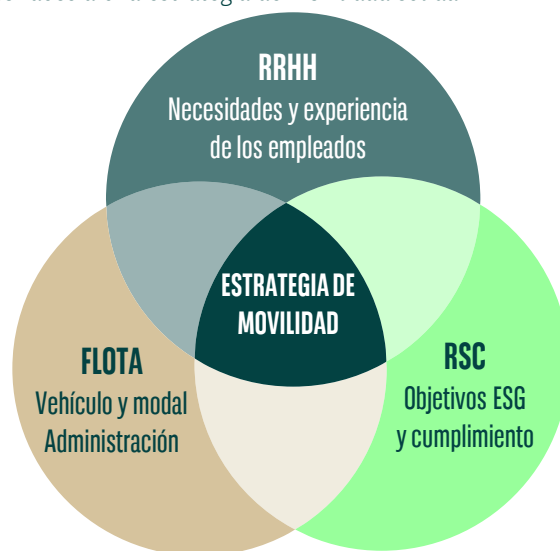 RRHH
Necesidades y experiencia
de los empleados
ESTRATEGIA DE
MOVILIDAD
FLOTA
Vehículo y modal
Administración
RSC
Objetivos ESG
y cumplimiento